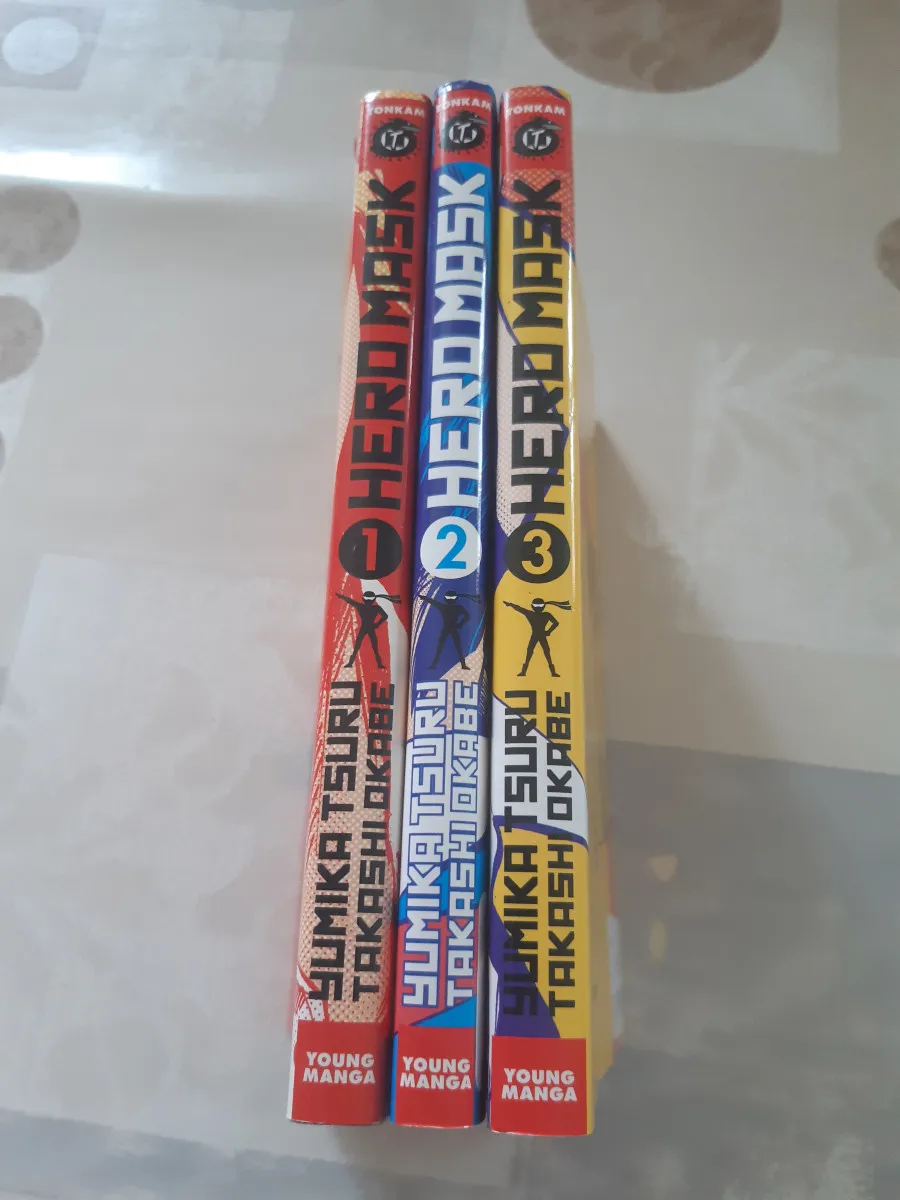 TONKAM
T.
HERO MASK
1
YUMIKA TSURU
TAKASHI OKABE
YOUNG
MANGA
TONKAM
T.
HERO MASK
2
YUMIKA TSURU
TAKASHI OKABE
YOUNG
MANGA
TONKAM
T.
HERO MASK
3
YUMIKA TSURU
TAKASHI OKABE
YOUNG
MANGA